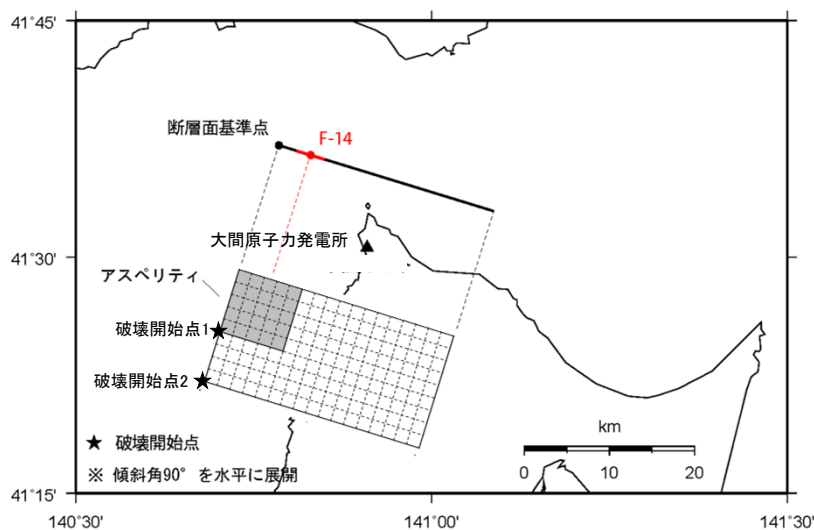 41°45'
断層面基準点
F-14
大間原子力発電所
41°30'
アスペリティ
破壊開始点1
破壊開始点2
★ 破壊開始点
※ 傾斜角90°を水平に展開
km
0 10 20
41°15'
140°30' 141°00' 141°30'